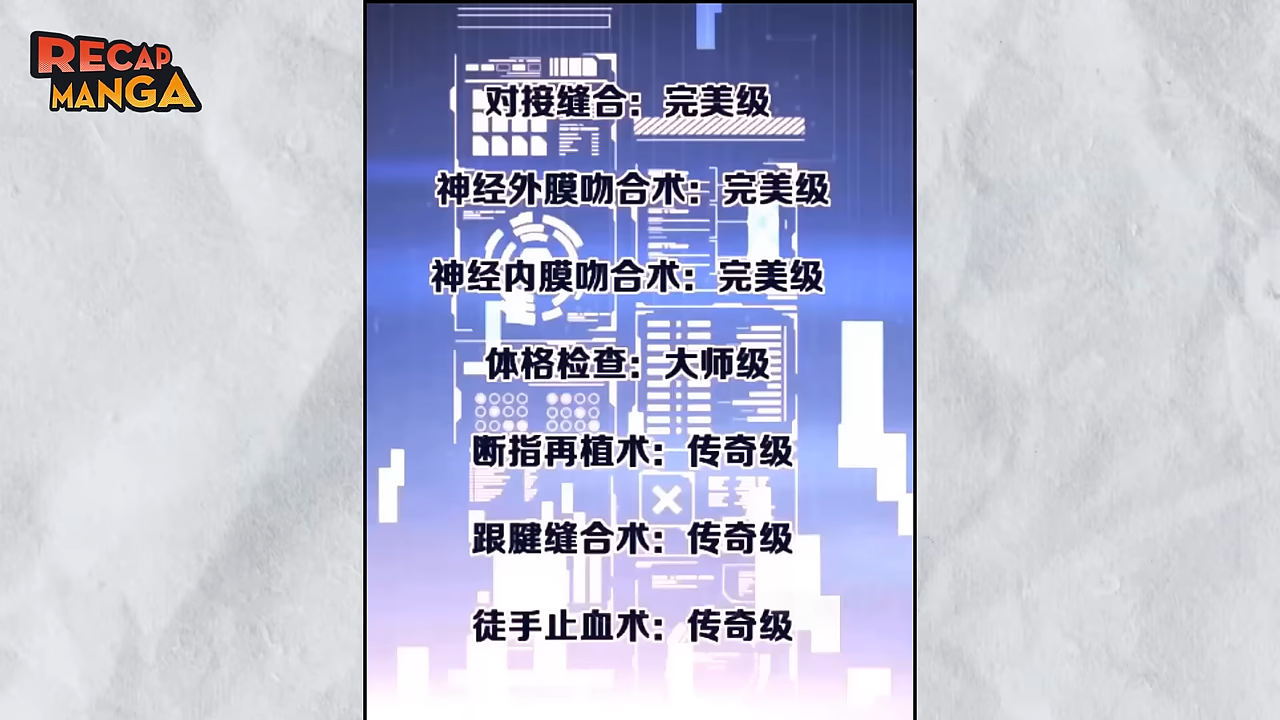 RECAP
MANGA
对接缝合：完美级
神经外膜吻合术：完美级
神经内膜吻合术：完美级
体格检查：大师级
断指再植术：传奇级
跟腱缝合术：传奇级
徒手止血术：传奇级